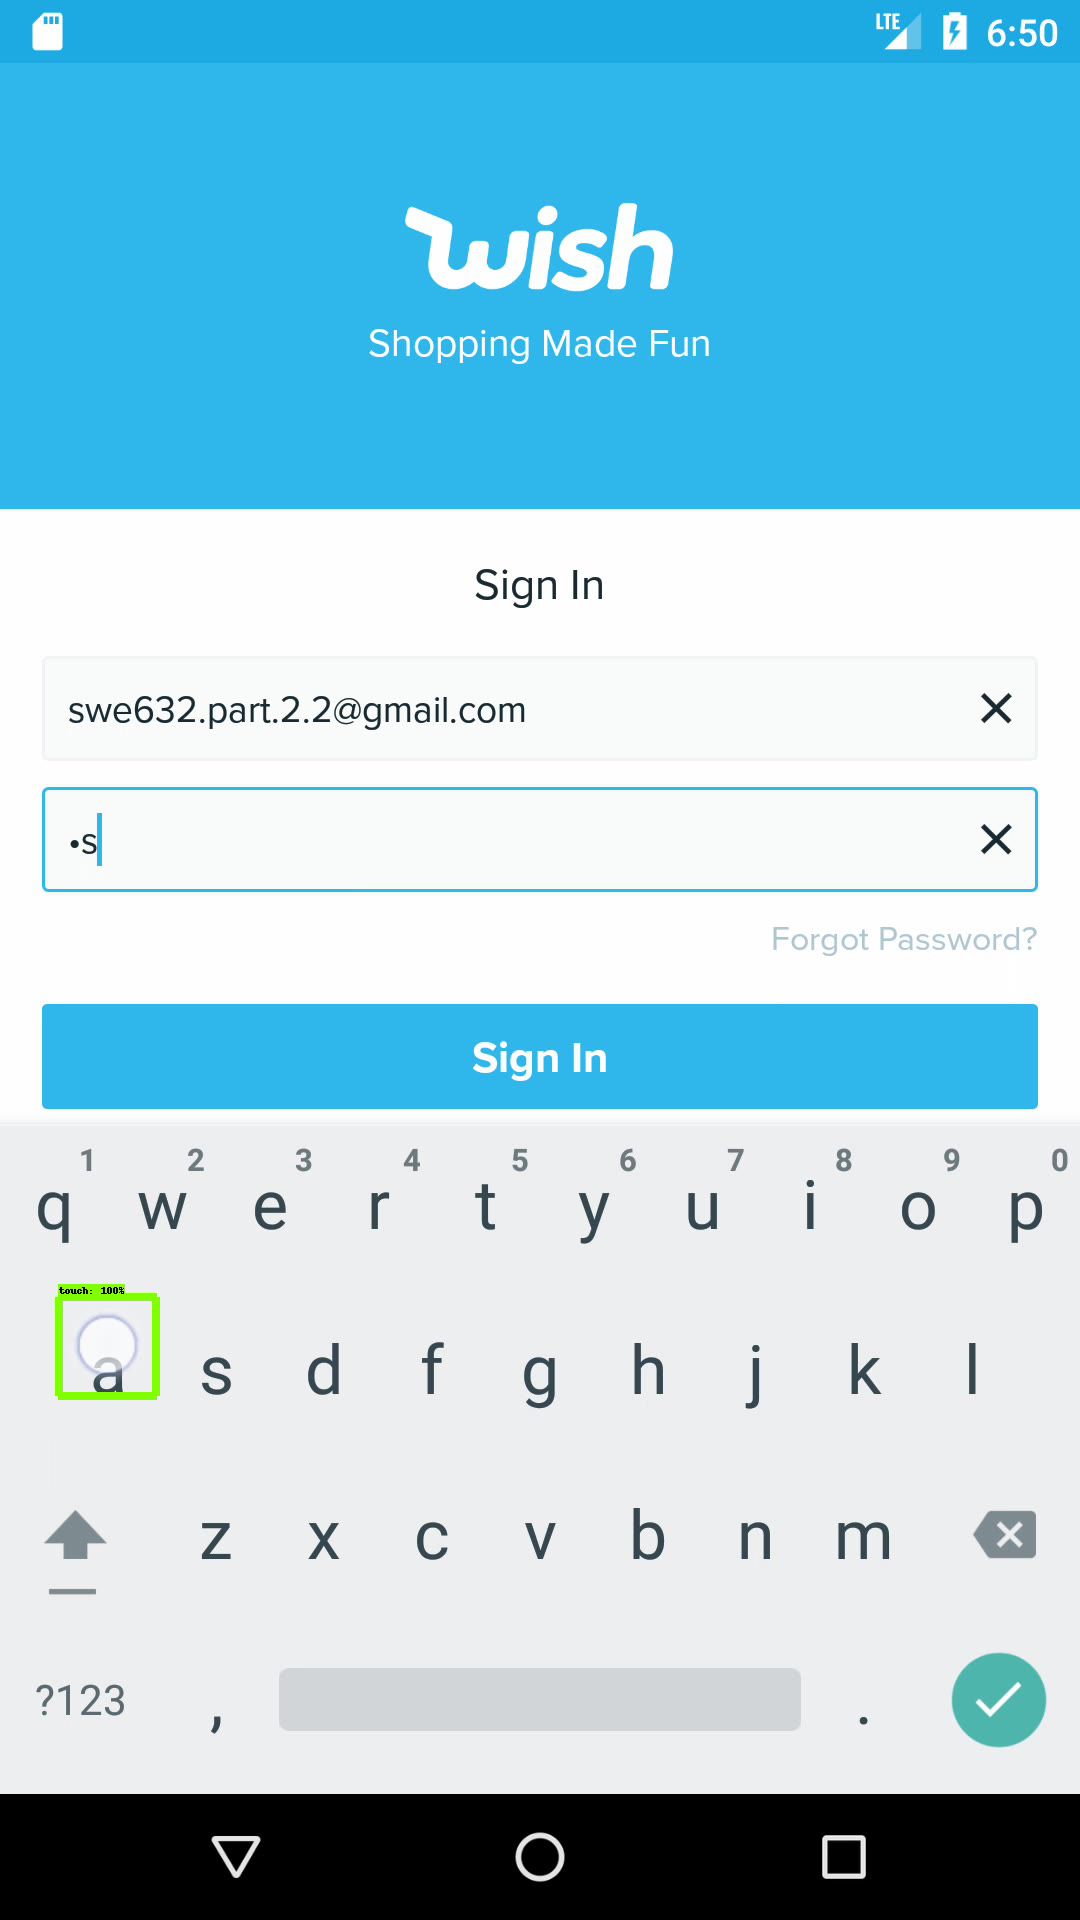 LTE 6:50
wish
Shopping Made Fun
Sign In
swe632.part.2.2@gmail.com
•s
Forgot Password?
Sign In
1 2 3 4 5 6 7 8 9 0
q w e r t y u i o p
touch: 100%
a s d f g h j k l
z x c v b n m
?123 , .